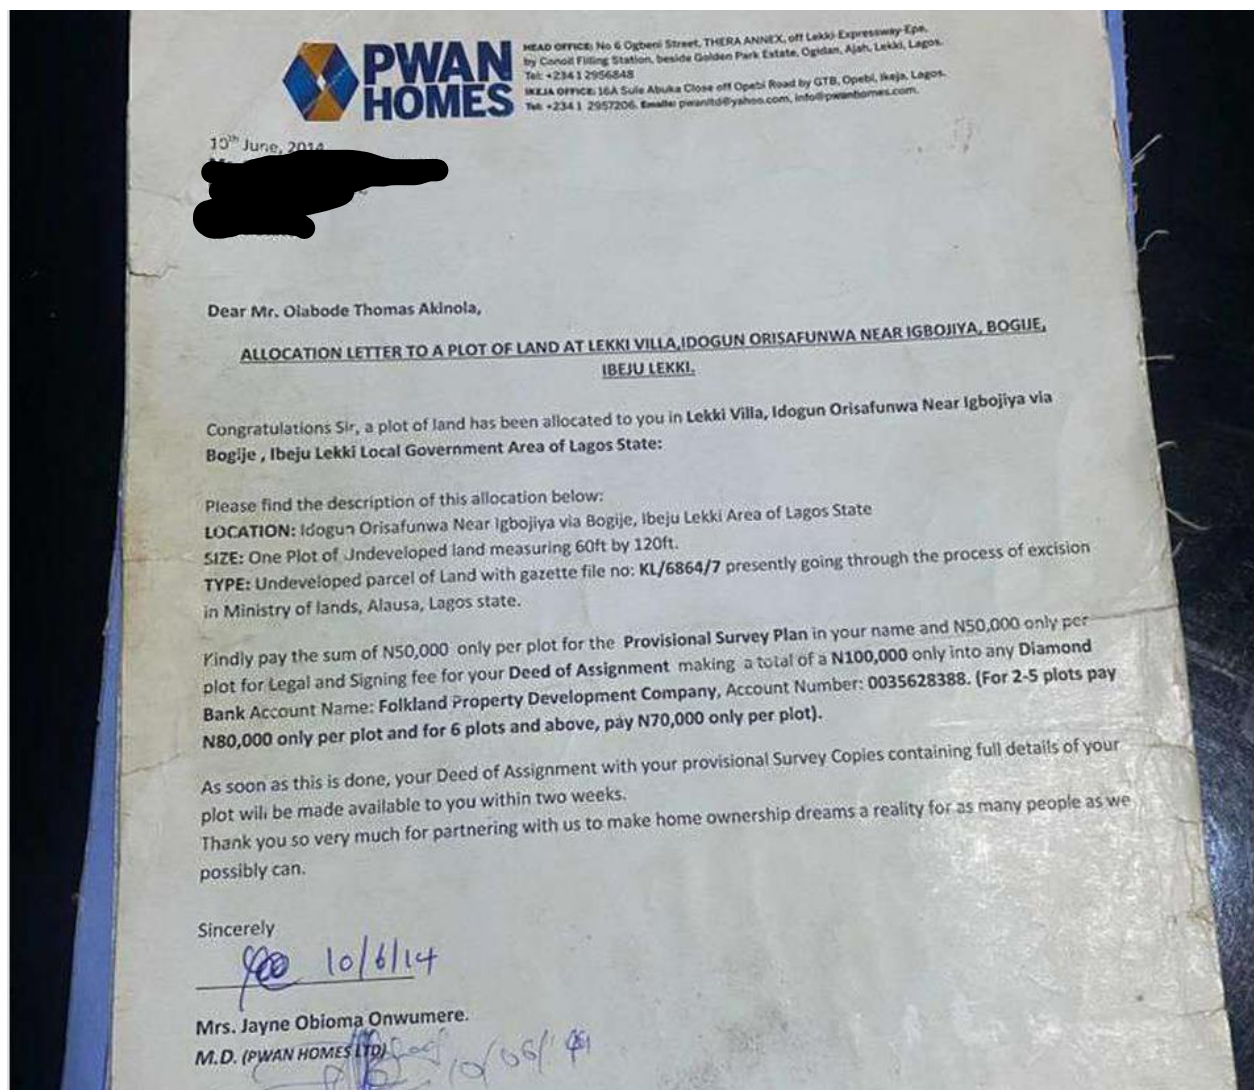 PWAN
HOMES
HEAD OFFICE: No 6 Ogbeni Street, THERA ANNEX, off Lekki-Expressway-Epe,
by Conoil Filling Station, beside Golden Park Estate, Ogidan, Ajah, Lekki, Lagos.
Tel: +234 1 2956848
IKEJA OFFICE: 16A Sule Abuka Close off Opebi Road by GTB, Opebi, Ikeja, Lagos.
Tel: +234 1 2957206, Emails: pwanltd@yahoo.com, info@pwanhomes.com.
10th June, 2014
Dear Mr. Olabode Thomas Akinola,
ALLOCATION LETTER TO A PLOT OF LAND AT LEKKI VILLA,IDOGUN ORISAFUNWA NEAR IGBOJIYA, BOGIJE,
IBEJU LEKKI.
Congratulations Sir, a plot of land has been allocated to you in Lekki Villa, Idogun Orisafunwa Near Igbojiya via
Bogije , Ibeju Lekki Local Government Area of Lagos State:
Please find the description of this allocation below:
LOCATION: Idogun Orisafunwa Near Igbojiya via Bogije, Ibeju Lekki Area of Lagos State
SIZE: One Plot of Undeveloped land measuring 60ft by 120ft.
TYPE: Undeveloped parcel of Land with gazette file no: KL/6864/7 presently going through the process of excision
in Ministry of lands, Alausa, Lagos state.
Kindly pay the sum of N50,000 only per plot for the Provisional Survey Plan in your name and N50,000 only per
plot for Legal and Signing fee for your Deed of Assignment making a total of a N100,000 only into any Diamond
Bank Account Name: Folkland Property Development Company, Account Number: 0035628388. (For 2-5 plots pay
N80,000 only per plot and for 6 plots and above, pay N70,000 only per plot).
As soon as this is done, your Deed of Assignment with your provisional Survey Copies containing full details of your
plot will be made available to you within two weeks.
Thank you so very much for partnering with us to make home ownership dreams a reality for as many people as we
possibly can.
Sincerely
10/6/14
Mrs. Jayne Obioma Onwumere.
M.D. (PWAN HOMES LTD)
10/06/